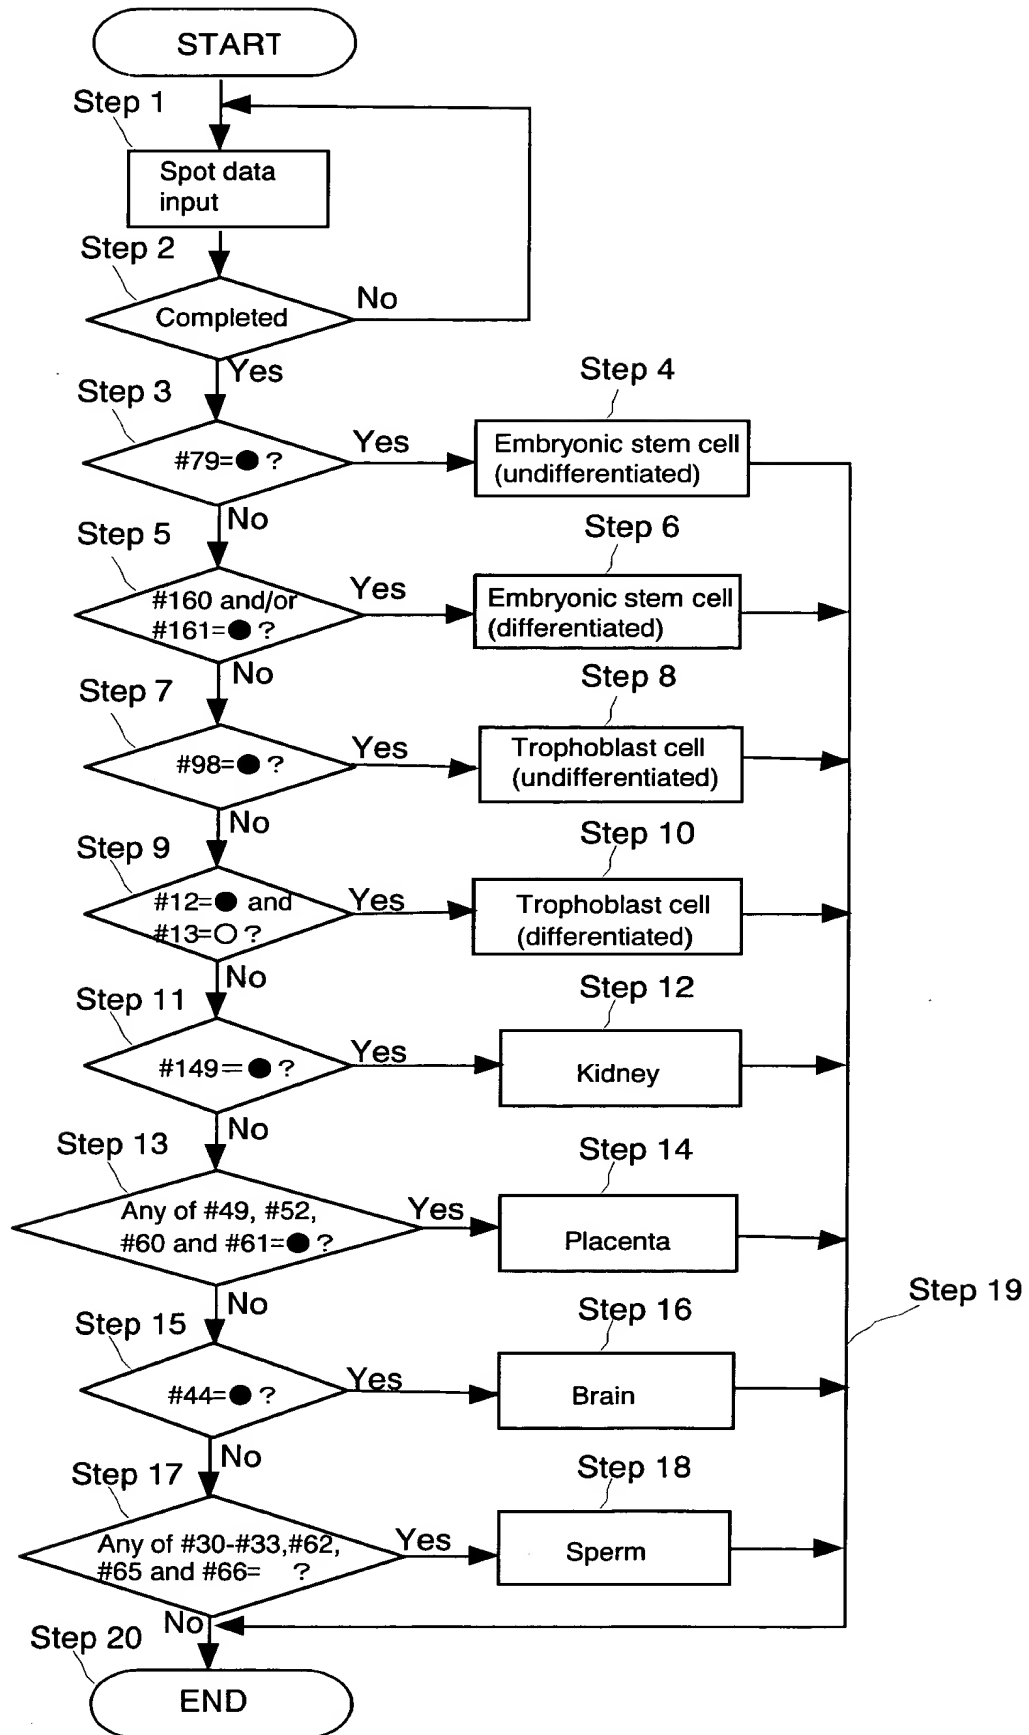 START
Step 1
Spot data
input
Step 2
Completed
No
Yes
Step 3
#79=● ?
Yes
Step 4
Embryonic stem cell
(undifferentiated)
No
Step 5
#160 and/or
#161=● ?
Yes
Step 6
Embryonic stem cell
(differentiated)
No
Step 7
#98=● ?
Yes
Step 8
Trophoblast cell
(undifferentiated)
No
Step 9
#12=● and
#13=○ ?
Yes
Step 10
Trophoblast cell
(differentiated)
No
Step 11
#149=● ?
Yes
Step 12
Kidney
No
Step 13
Any of #49, #52,
#60 and #61=● ?
Yes
Step 14
Placenta
No
Step 15
#44=● ?
Yes
Step 16
Brain
Step 19
No
Step 17
Any of #30-#33,#62,
#65 and #66= ?
Yes
Step 18
Sperm
No
Step 20
END